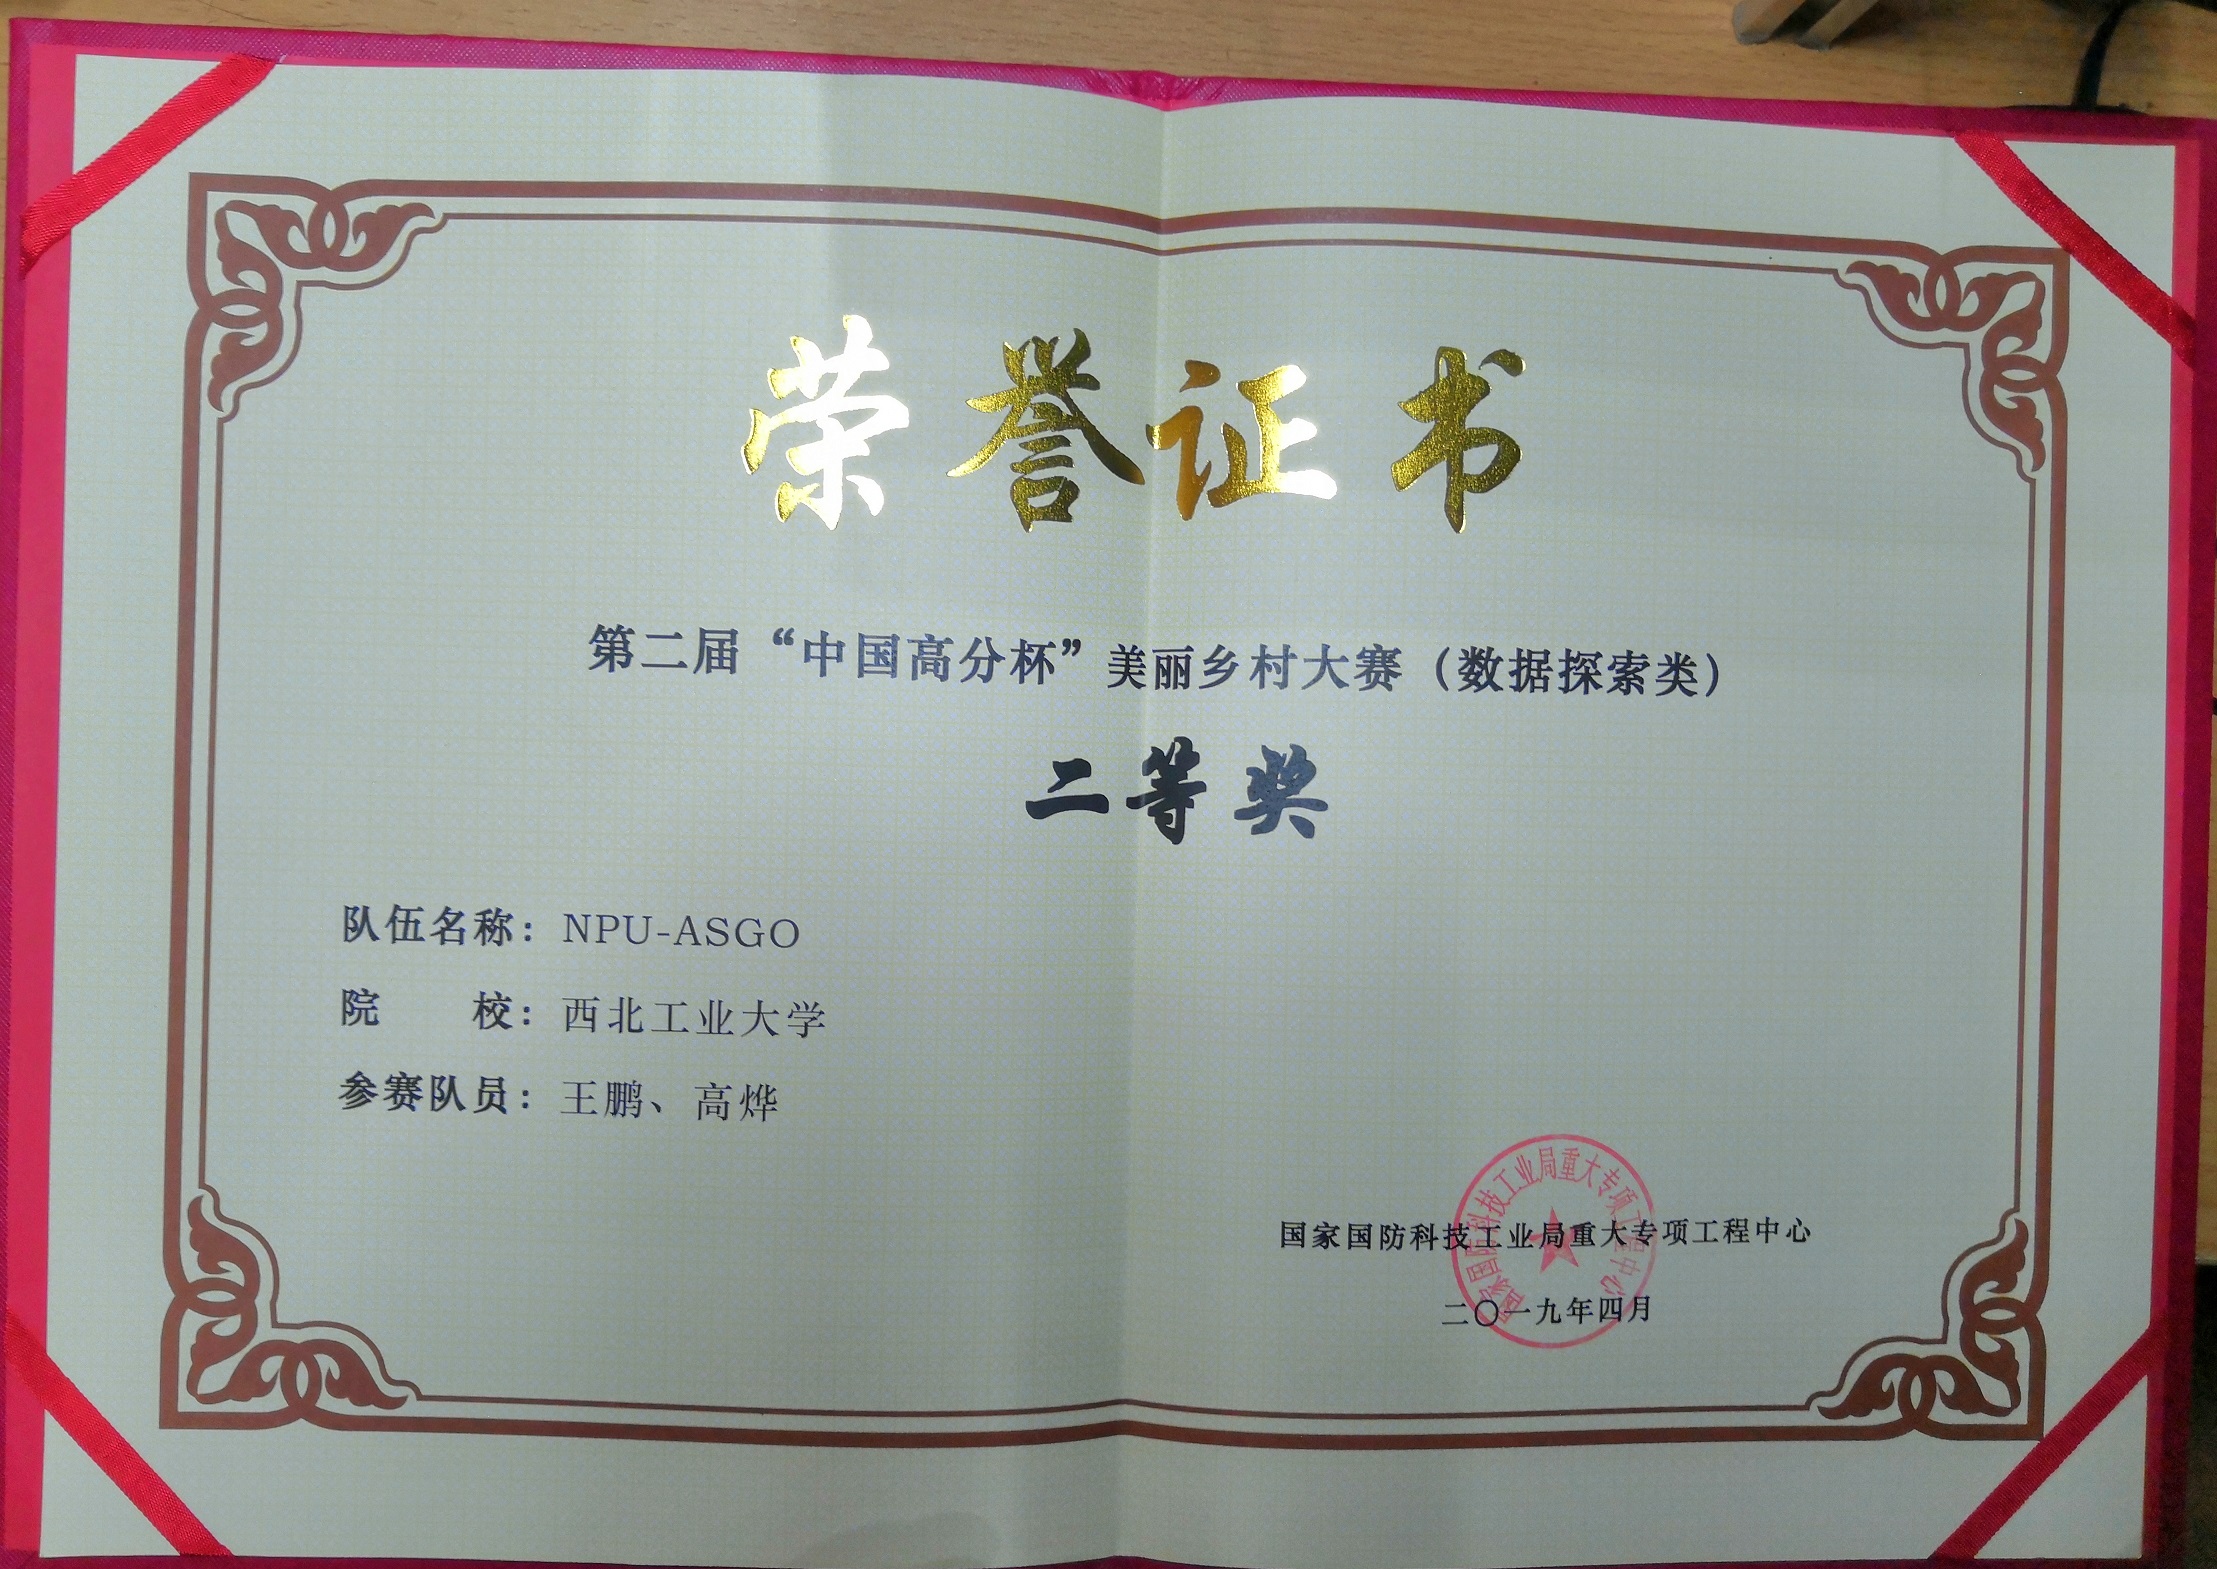 荣誉证书
第二届“中国高分杯”美丽乡村大赛（数据探索类）
二等奖
队伍名称：NPU-ASGO
院　　校：西北工业大学
参赛队员：王鹏、高烨
国家国防科技工业局重大专项工程中心
二〇一九年四月
国家国防科技工业局重大专项工程中心